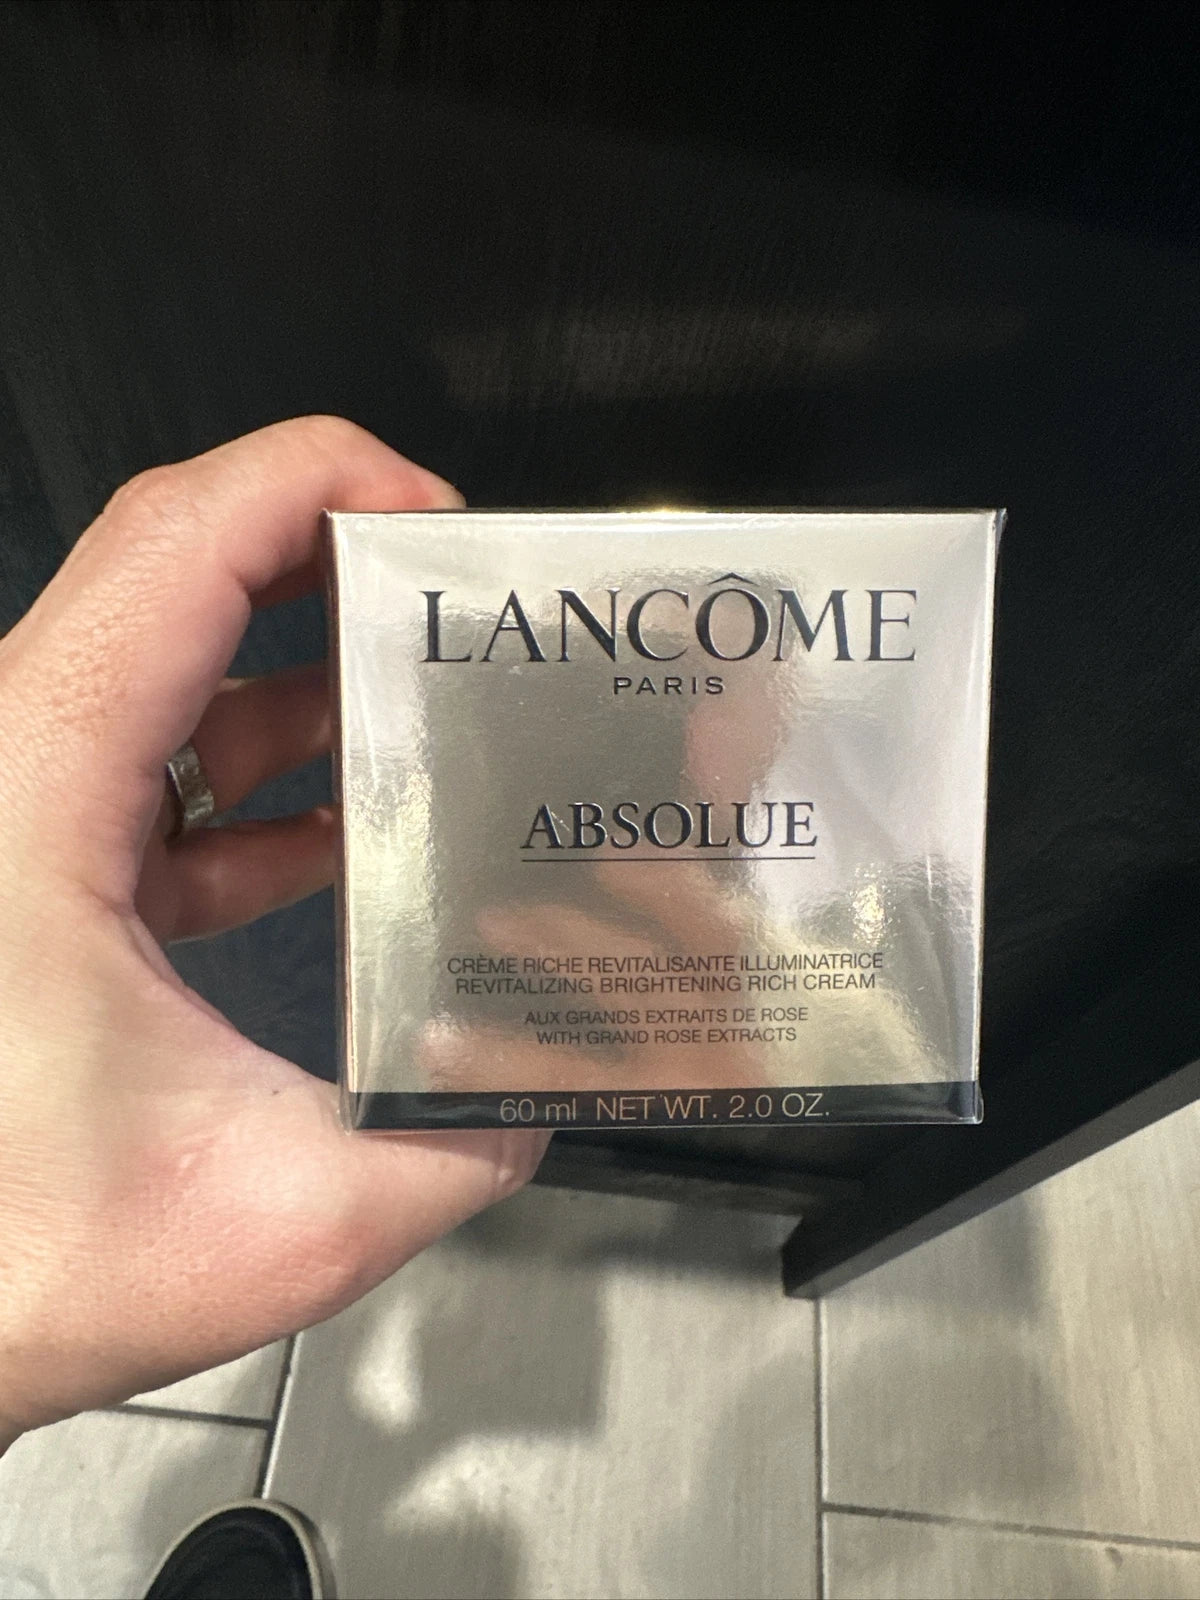 LANCÔME
PARIS
ABSOLUE
CRÈME RICHE REVITALISANTE ILLUMINATRICE
REVITALIZING BRIGHTENING RICH CREAM
AUX GRANDS EXTRAITS DE ROSE
WITH GRAND ROSE EXTRACTS
60 ml NET WT. 2.0 OZ.